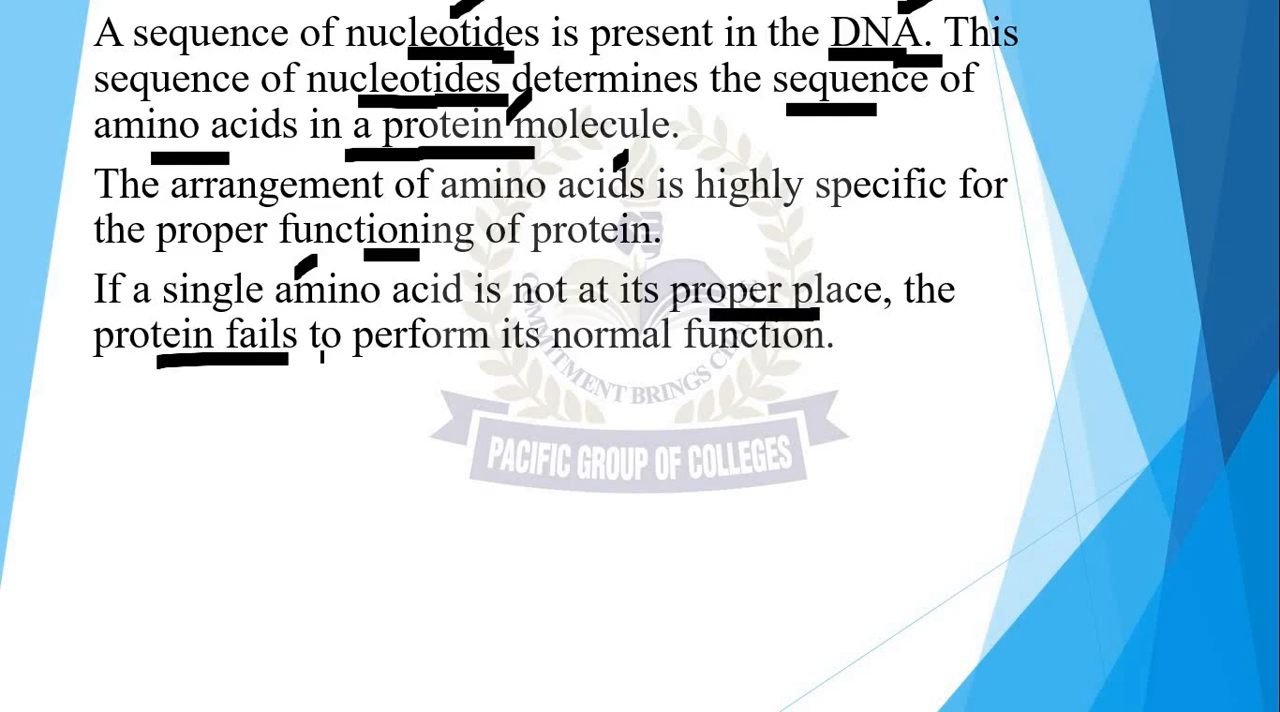 A sequence of nucleotides is present in the DNA. This
sequence of nucleotides determines the sequence of
amino acids in a protein molecule.
The arrangement of amino acids is highly specific for
the proper functioning of protein.
If a single amino acid is not at its proper place, the
protein fails to perform its normal function.
COMMITMENT BRINGS
PACIFIC GROUP OF COLLEGES